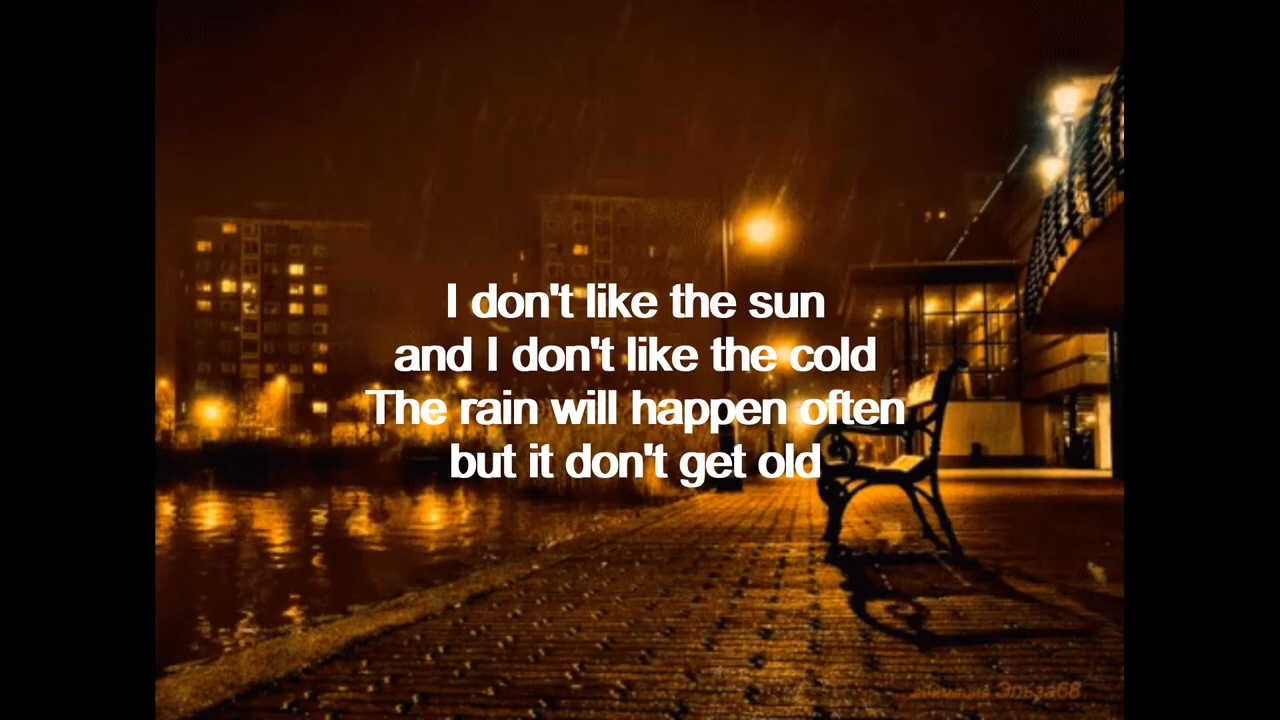 I don't like the sun
and I don't like the cold
The rain will happen often
but it don't get old
Эльза68